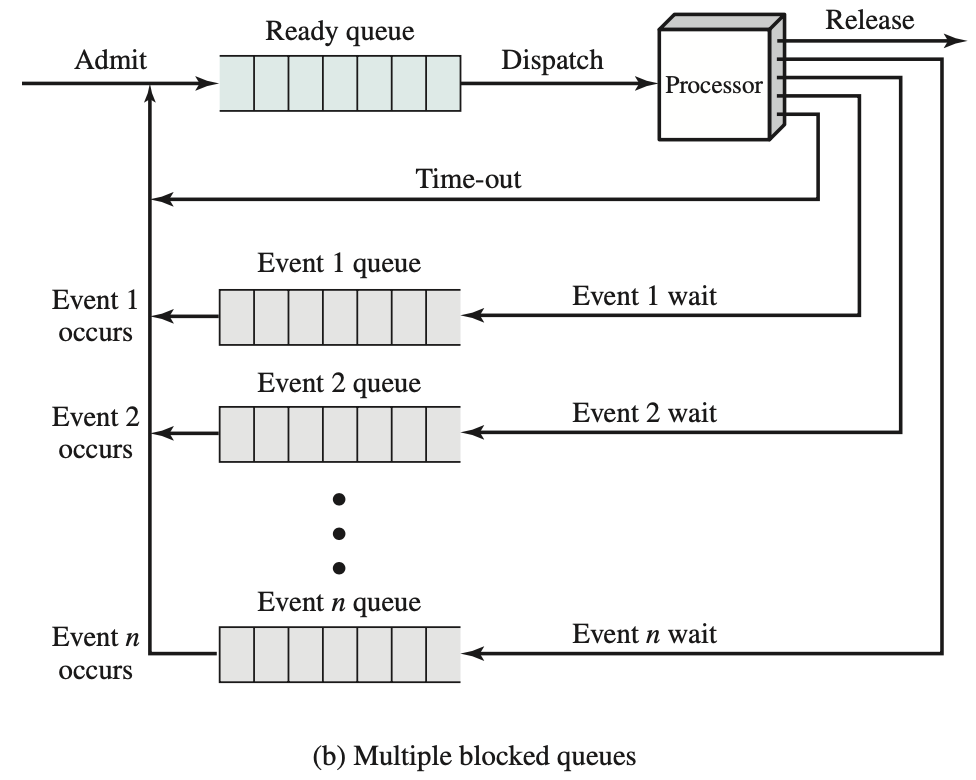 Release
Ready queue
Admit
Dispatch
Processor
Time-out
Event 1 queue
Event 1
occurs
Event 1 wait
Event 2 queue
Event 2
occurs
Event 2 wait
Event n queue
Event n
occurs
Event n wait
(b) Multiple blocked queues